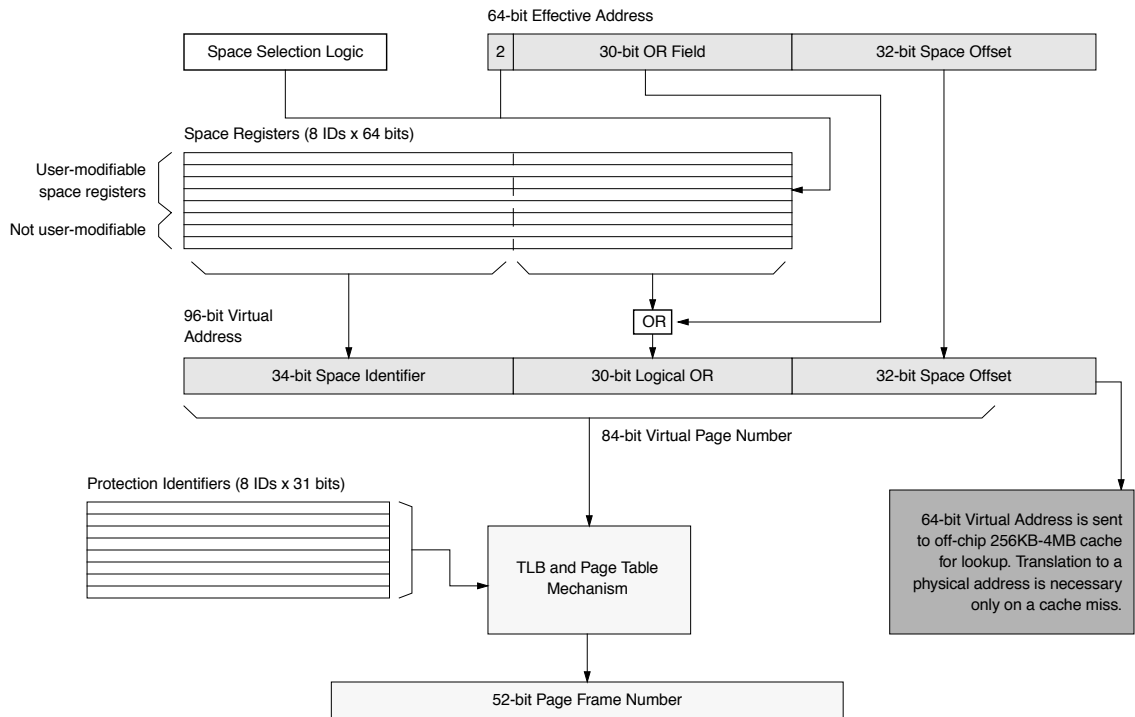 64-bit Effective Address
Space Selection Logic
2
30-bit OR Field
32-bit Space Offset
Space Registers (8 IDs x 64 bits)
User-modifiable
space registers
Not user-modifiable
96-bit Virtual
Address
OR
34-bit Space Identifier
30-bit Logical OR
32-bit Space Offset
84-bit Virtual Page Number
Protection Identifiers (8 IDs x 31 bits)
64-bit Virtual Address is sent
to off-chip 256KB-4MB cache
for lookup. Translation to a
physical address is necessary
only on a cache miss.
TLB and Page Table
Mechanism
52-bit Page Frame Number